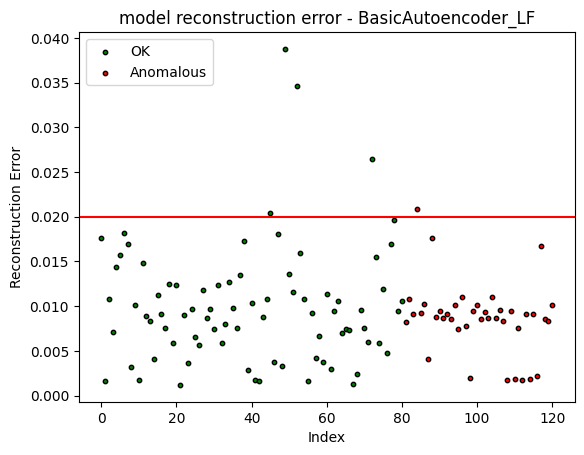 model reconstruction error - BasicAutoencoder_LF
OK
Anomalous
Reconstruction Error
0.040
0.035
0.030
0.025
0.020
0.015
0.010
0.005
0.000
0 20 40 60 80 100 120
Index